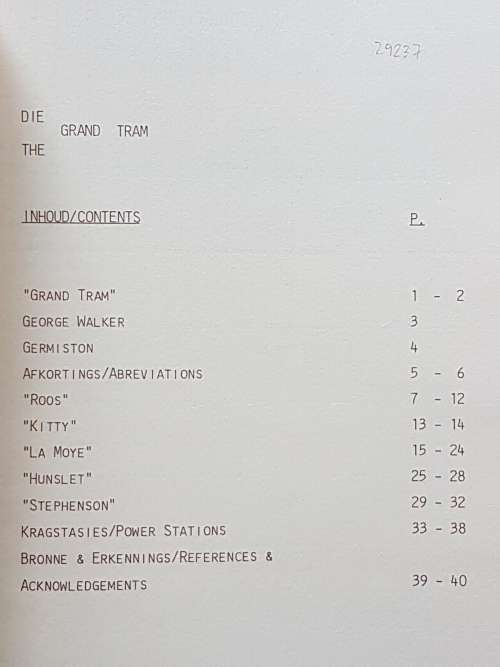 29237
DIE
GRAND TRAM
THE
INHOUD/CONTENTS P.
"GRAND TRAM" 1 - 2
GEORGE WALKER 3
GERMISTON 4
AFKORTINGS/ABREVIATIONS 5 - 6
"ROOS" 7 - 12
"KITTY" 13 - 14
"LA MOYE" 15 - 24
"HUNSLET" 25 - 28
"STEPHENSON" 29 - 32
KRAGSTASIES/POWER STATIONS 33 - 38
BRONNE & ERKENNINGS/REFERENCES &
ACKNOWLEDGEMENTS 39 - 40